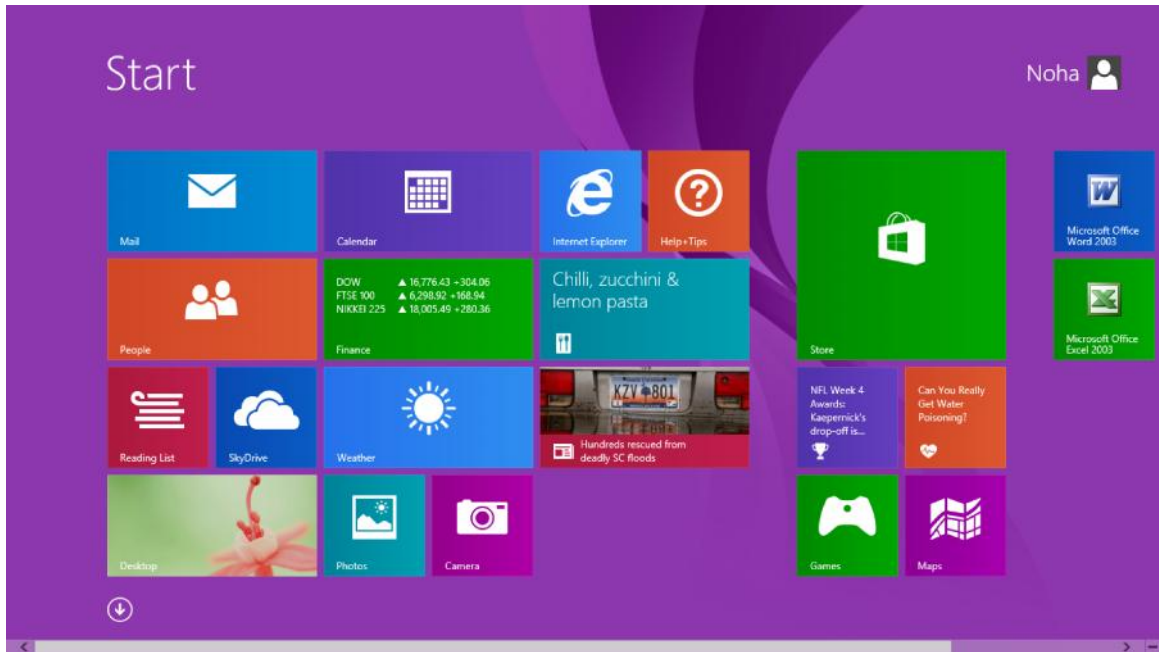 Start
Noha
Mail
Calendar
Internet Explorer
Help+Tips
Store
Microsoft Office
Word 2003
People
DOW ▲ 16,776.43 +304.06
FTSE 100 ▲ 6,298.92 +168.94
NIKKEI 225 ▲ 18,005.49 +280.36
Finance
Chilli, zucchini &
lemon pasta
Microsoft Office
Excel 2003
Reading List
SkyDrive
Weather
KZV 801
Hundreds rescued from
deadly SC floods
NFL Week 4
Awards:
Kaepernick's
drop-off is...
Can You Really
Get Water
Poisoning?
Desktop
Photos
Camera
Games
Maps